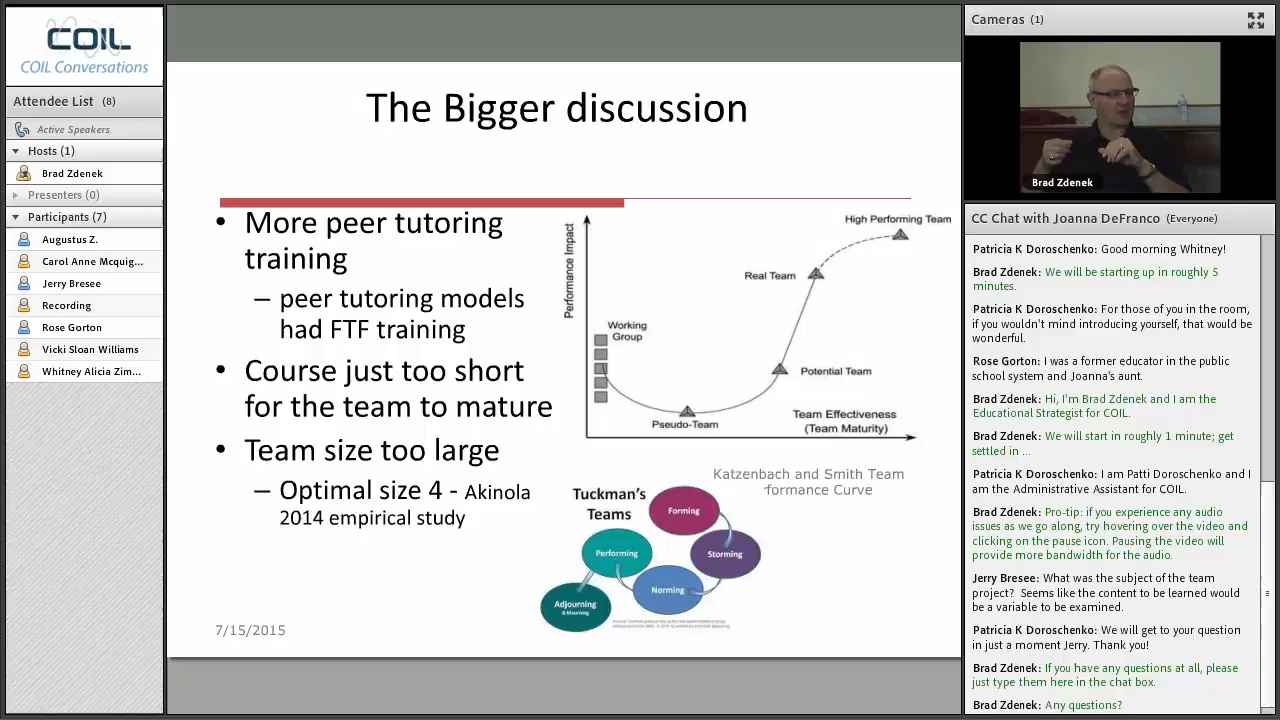 COIL
COIL Conversations
Attendee List (8)
Active Speakers
Hosts (1)
Brad Zdenek
Presenters (0)
Participants (7)
Augustus Z.
Carol Anne Mcquig...
Jerry Bresee
Recording
Rose Gorton
Vicki Sloan Williams
Whitney Alicia Zim...
The Bigger discussion
• More peer tutoring
training
– peer tutoring models
had FTF training
• Course just too short
for the team to mature
• Team size too large
– Optimal size 4 - Akinola
2014 empirical study
7/15/2015
Performance Impact
High Performing Team
Real Team
Working
Group
Potential Team
Pseudo-Team
Team Effectiveness
(Team Maturity)
Katzenbach and Smith Team
formance Curve
Tuckman's
Teams
Forming
Performing
Storming
Norming
Adjourning
& Mourning
Cameras (1)
Brad Zdenek
CC Chat with Joanna DeFranco (Everyone)
Patricia K Doroschenko: Good morning Whitney!
Brad Zdenek: We will be starting up in roughly 5
minutes.
Patricia K Doroschenko: For those of you in the room,
if you wouldn't mind introducing yourself, that would be
wonderful.
Rose Gorton: I was a former educator in the public
school system and Joanna's aunt.
Brad Zdenek: Hi, I'm Brad Zdenek and I am the
Educational Strategist for COIL.
Brad Zdenek: We will start in roughly 1 minute; get
settled in ...
Patricia K Doroschenko: I am Patti Doroschenko and I
am the Administrative Assistant for COIL.
Brad Zdenek: Pro-tip: if you experience any audio
issues as we go along, try hovering over the video and
clicking on the pause icon. Pausing the video will
provide more bandwidth for the audio.
Jerry Bresee: What was the subject of the team
project. Seems like the content to be learned would
be a variable to be examined.
Patricia K Doroschenko: We will get to your question
in just a moment Jerry. Thank you!
Brad Zdenek: If you have any questions at all, please
just type them here in the chat box.
Brad Zdenek: Any questions?